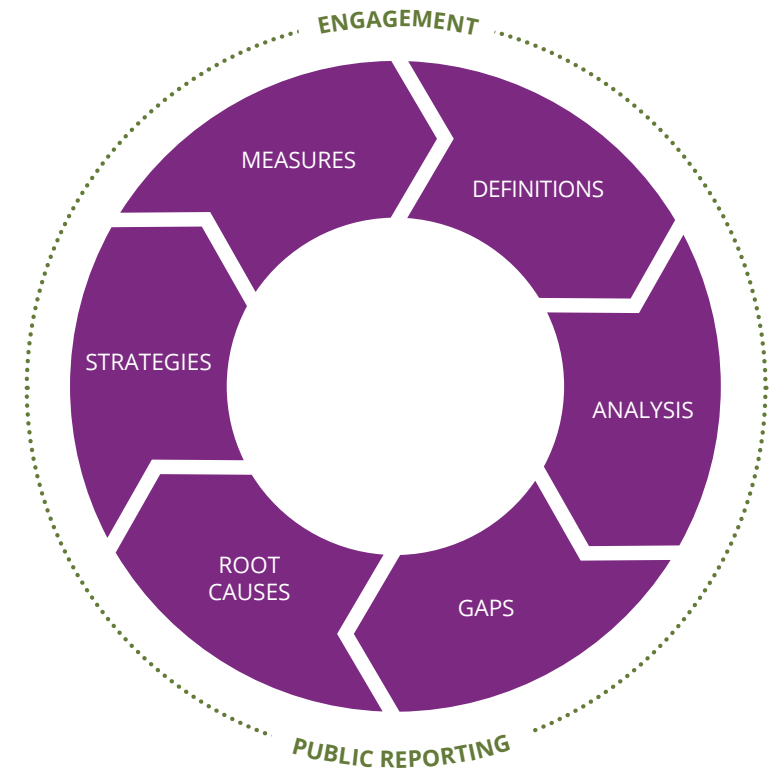 ENGAGEMENT
MEASURES
DEFINITIONS
STRATEGIES
ANALYSIS
ROOT
CAUSES
GAPS
PUBLIC REPORTING